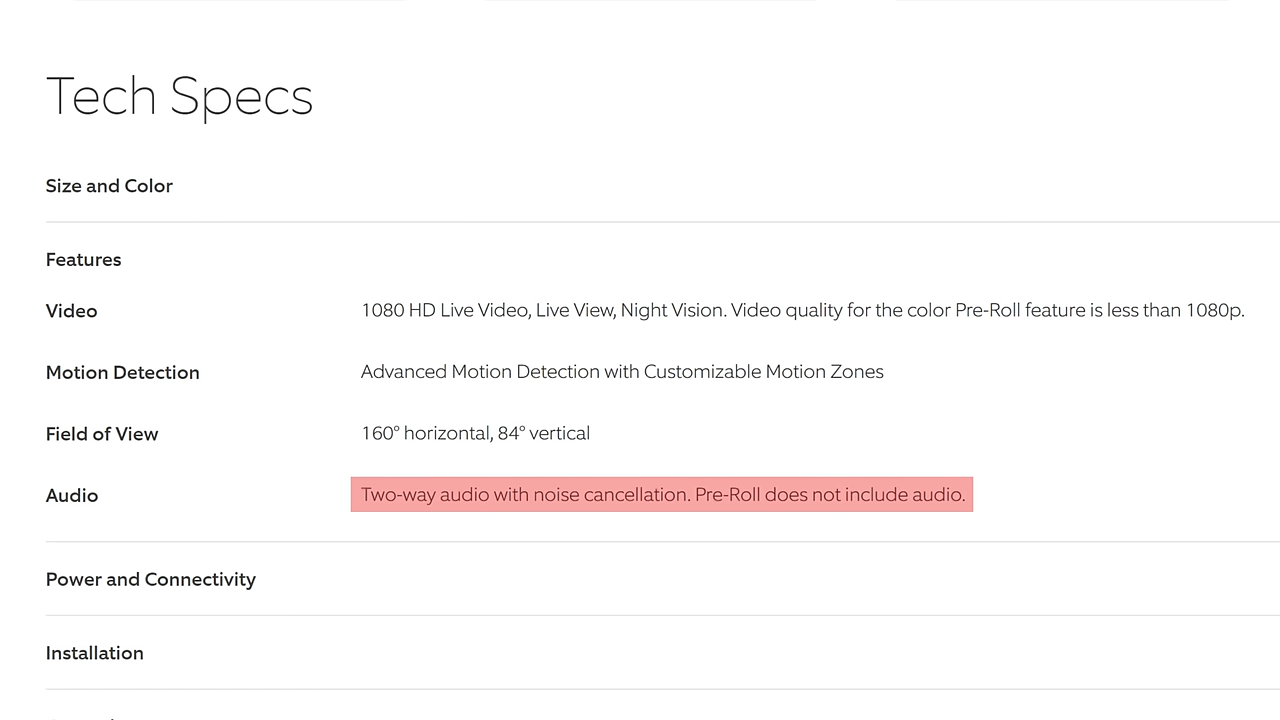 Tech Specs
Size and Color
Features
Video 1080 HD Live Video, Live View, Night Vision. Video quality for the color Pre-Roll feature is less than 1080p.
Motion Detection Advanced Motion Detection with Customizable Motion Zones
Field of View 160° horizontal, 84° vertical
Audio Two-way audio with noise cancellation. Pre-Roll does not include audio.
Power and Connectivity
Installation